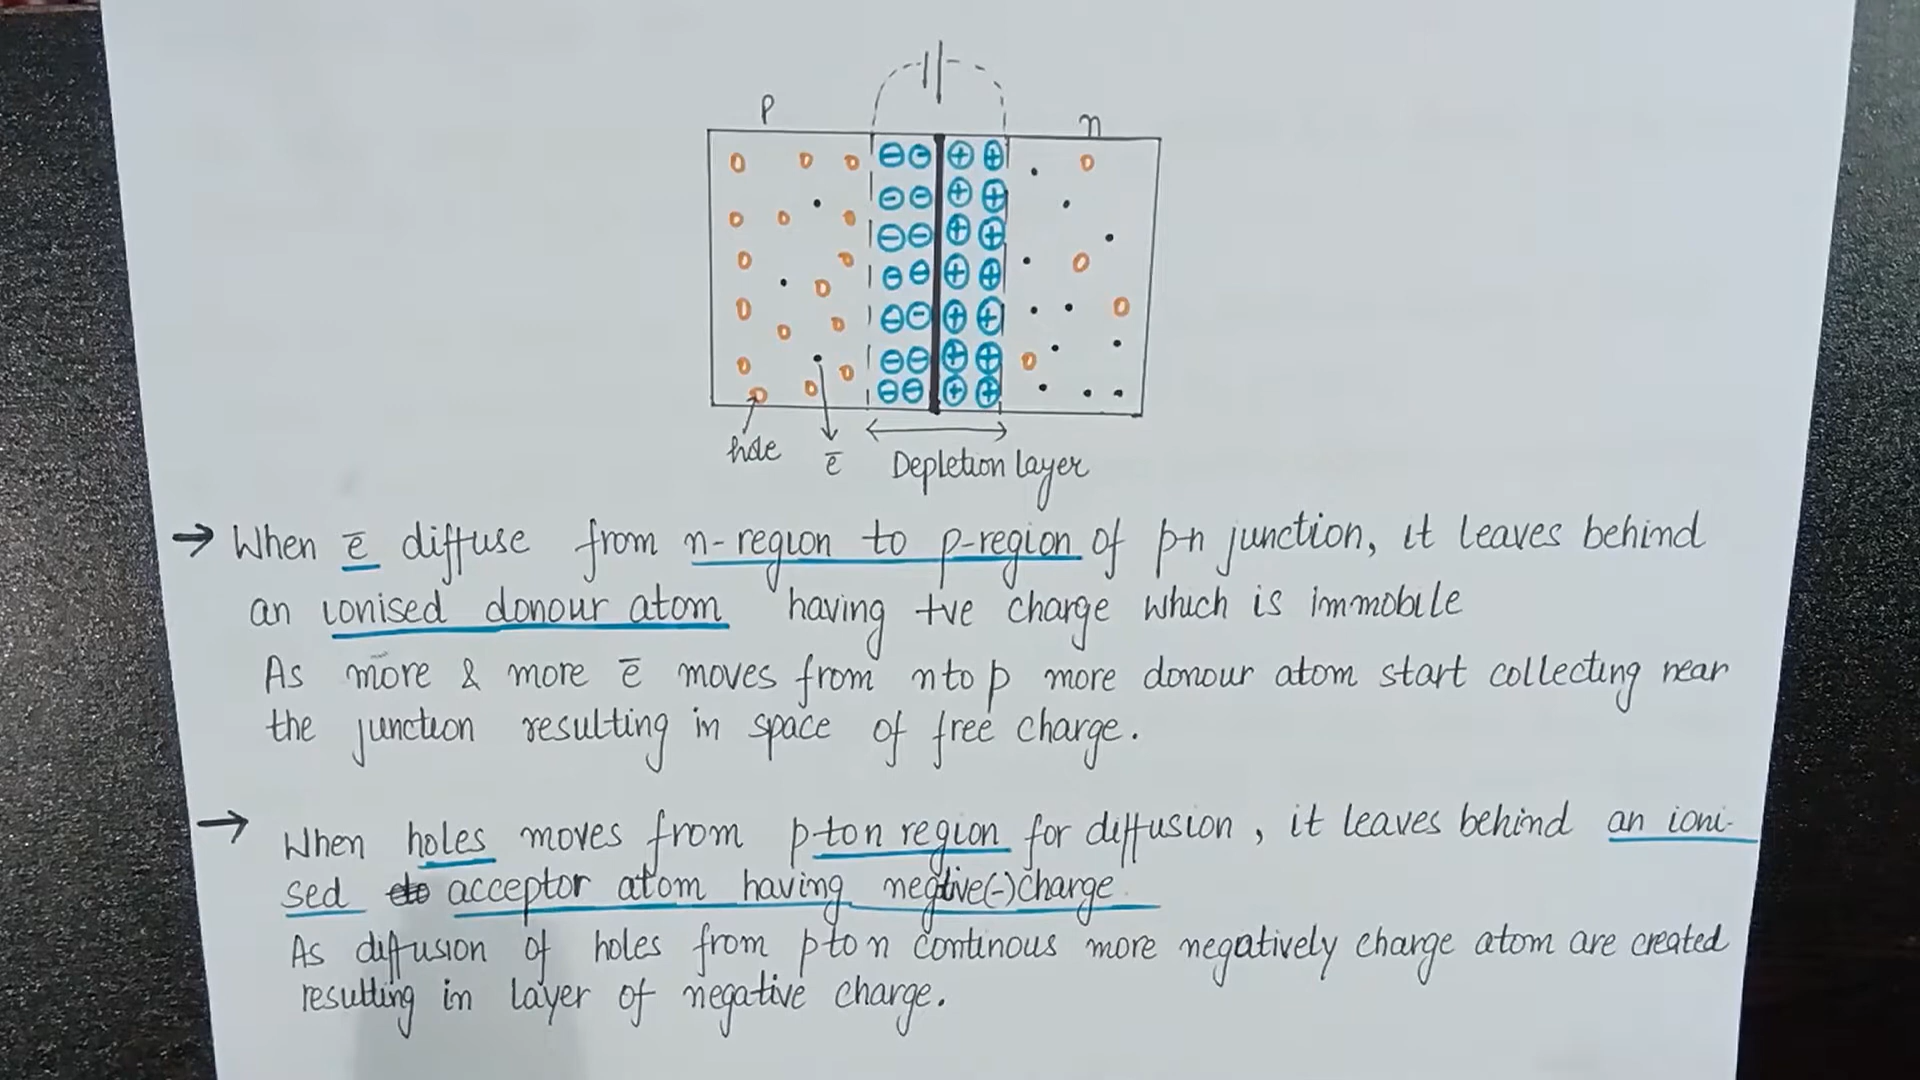 p n
hole ē Depletion layer
→ When ē diffuse from n-region to p-region of pn junction, it leaves behind
an ionised donour atom having +ve charge which is immobile
As more & more ē moves from n to p more donour atom start collecting near
the junction resulting in space of free charge.
→ When holes moves from p to n region for diffusion, it leaves behind an ioni-
sed acceptor atom having negtive(-) charge
As diffusion of holes from p to n continous more negatively charge atom are created
resulting in layer of negative charge.